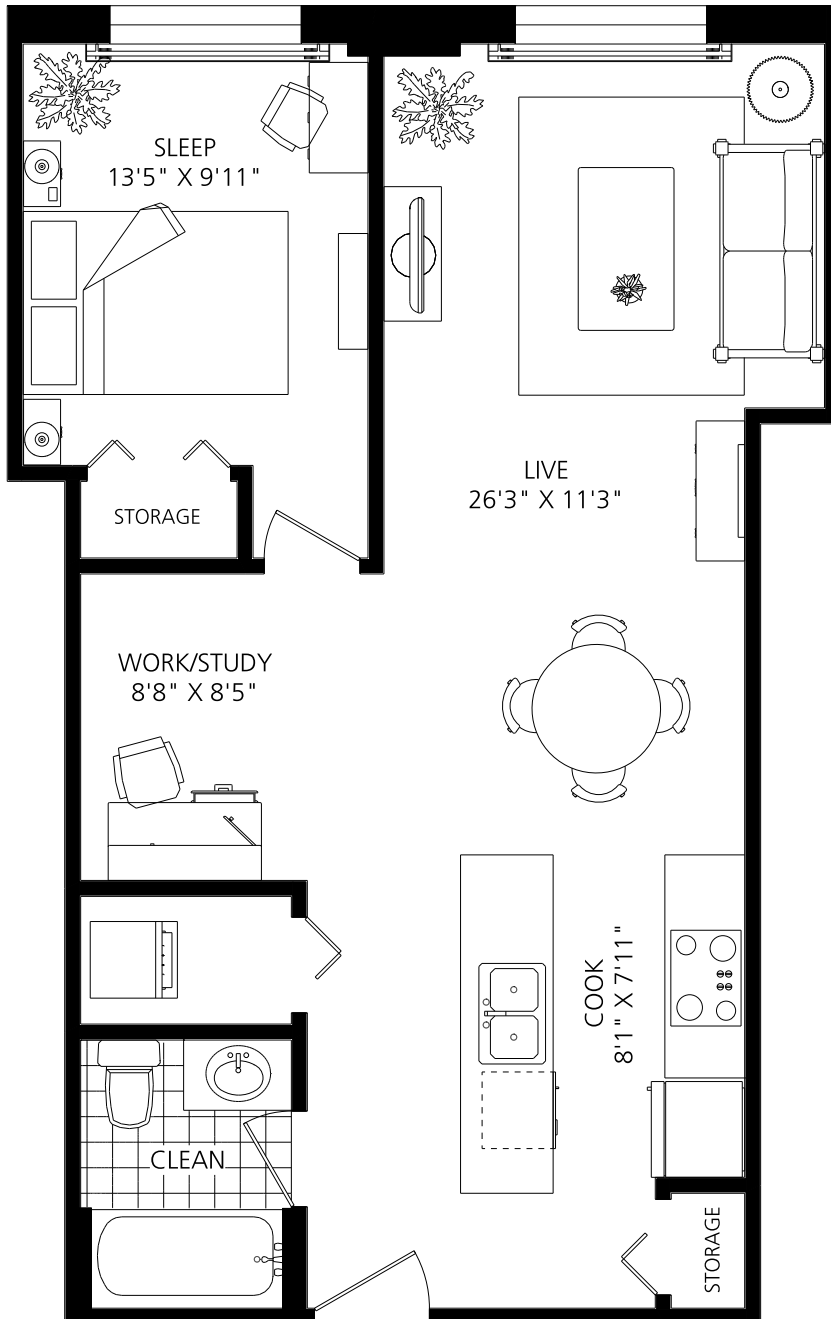 SLEEP
13'5" X 9'11"
LIVE
26'3" X 11'3"
STORAGE
WORK/STUDY
8'8" X 8'5"
COOK
8'1" X 7'11"
CLEAN
STORAGE